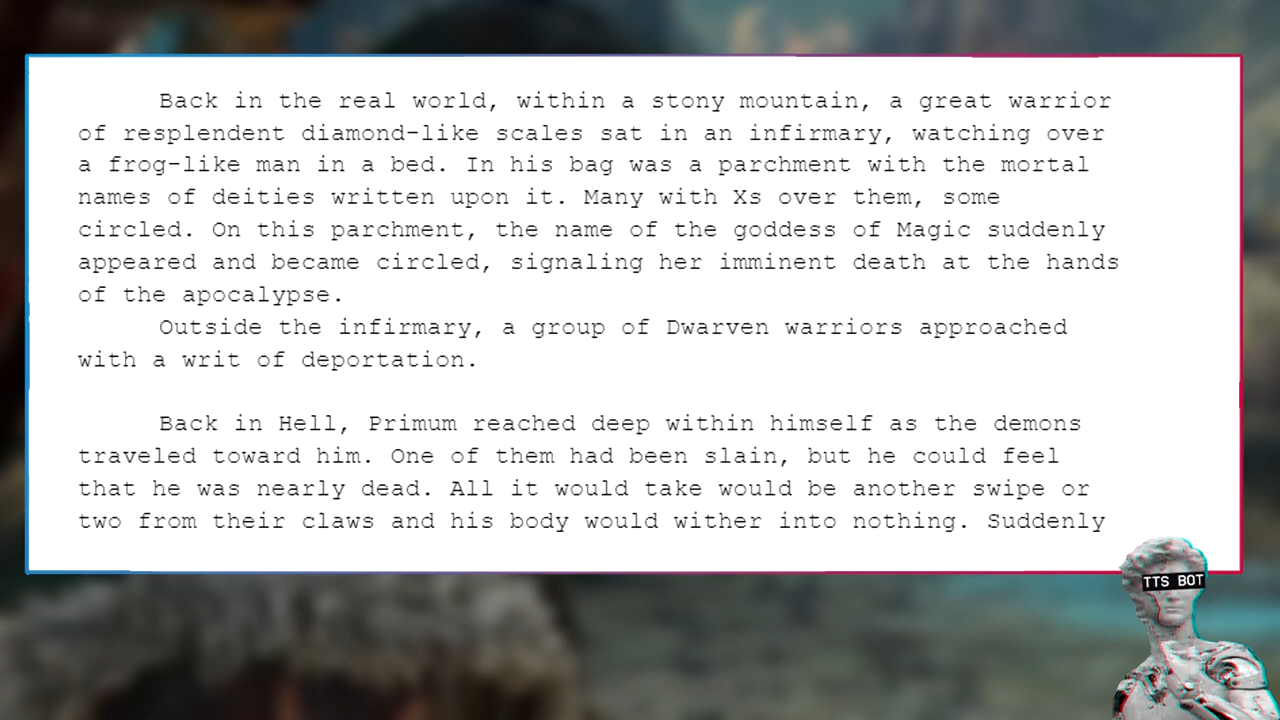 Back in the real world, within a stony mountain, a great warrior
of resplendent diamond-like scales sat in an infirmary, watching over
a frog-like man in a bed. In his bag was a parchment with the mortal
names of deities written upon it. Many with Xs over them, some
circled. On this parchment, the name of the goddess of Magic suddenly
appeared and became circled, signaling her imminent death at the hands
of the apocalypse.
Outside the infirmary, a group of Dwarven warriors approached
with a writ of deportation.
Back in Hell, Primum reached deep within himself as the demons
traveled toward him. One of them had been slain, but he could feel
that he was nearly dead. All it would take would be another swipe or
two from their claws and his body would wither into nothing. Suddenly
TTS BOT